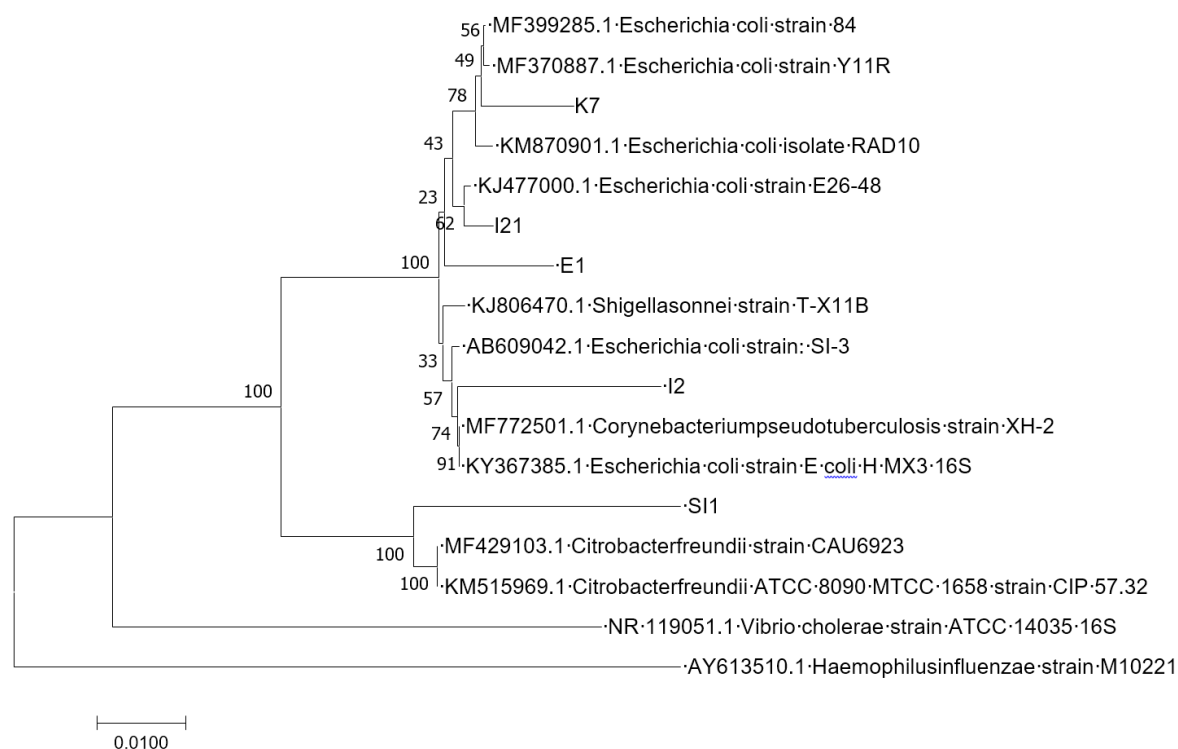 56
·MF399285.1·Escherichia·coli·strain·84
49
·MF370887.1·Escherichia·coli·strain·Y11R
78
K7
43
·KM870901.1·Escherichia·coli·isolate·RAD10
·KJ477000.1·Escherichia·coli·strain·E26-48
23
62
I21
100
·E1
·KJ806470.1·Shigellasonnei·strain·T-X11B
33
·AB609042.1·Escherichia·coli·strain:·SI-3
100
·I2
57
·MF772501.1·Corynebacteriumpseudotuberculosis·strain·XH-2
74
91
·KY367385.1·Escherichia·coli·strain·E·coli·H·MX3·16S
·SI1
100
·MF429103.1·Citrobacterfreundii·strain·CAU6923
100
·KM515969.1·Citrobacterfreundii·ATCC·8090·MTCC·1658·strain·CIP·57.32
·NR·119051.1·Vibrio·cholerae·strain·ATCC·14035·16S
·AY613510.1·Haemophilusinfluenzae·strain·M10221
0.0100